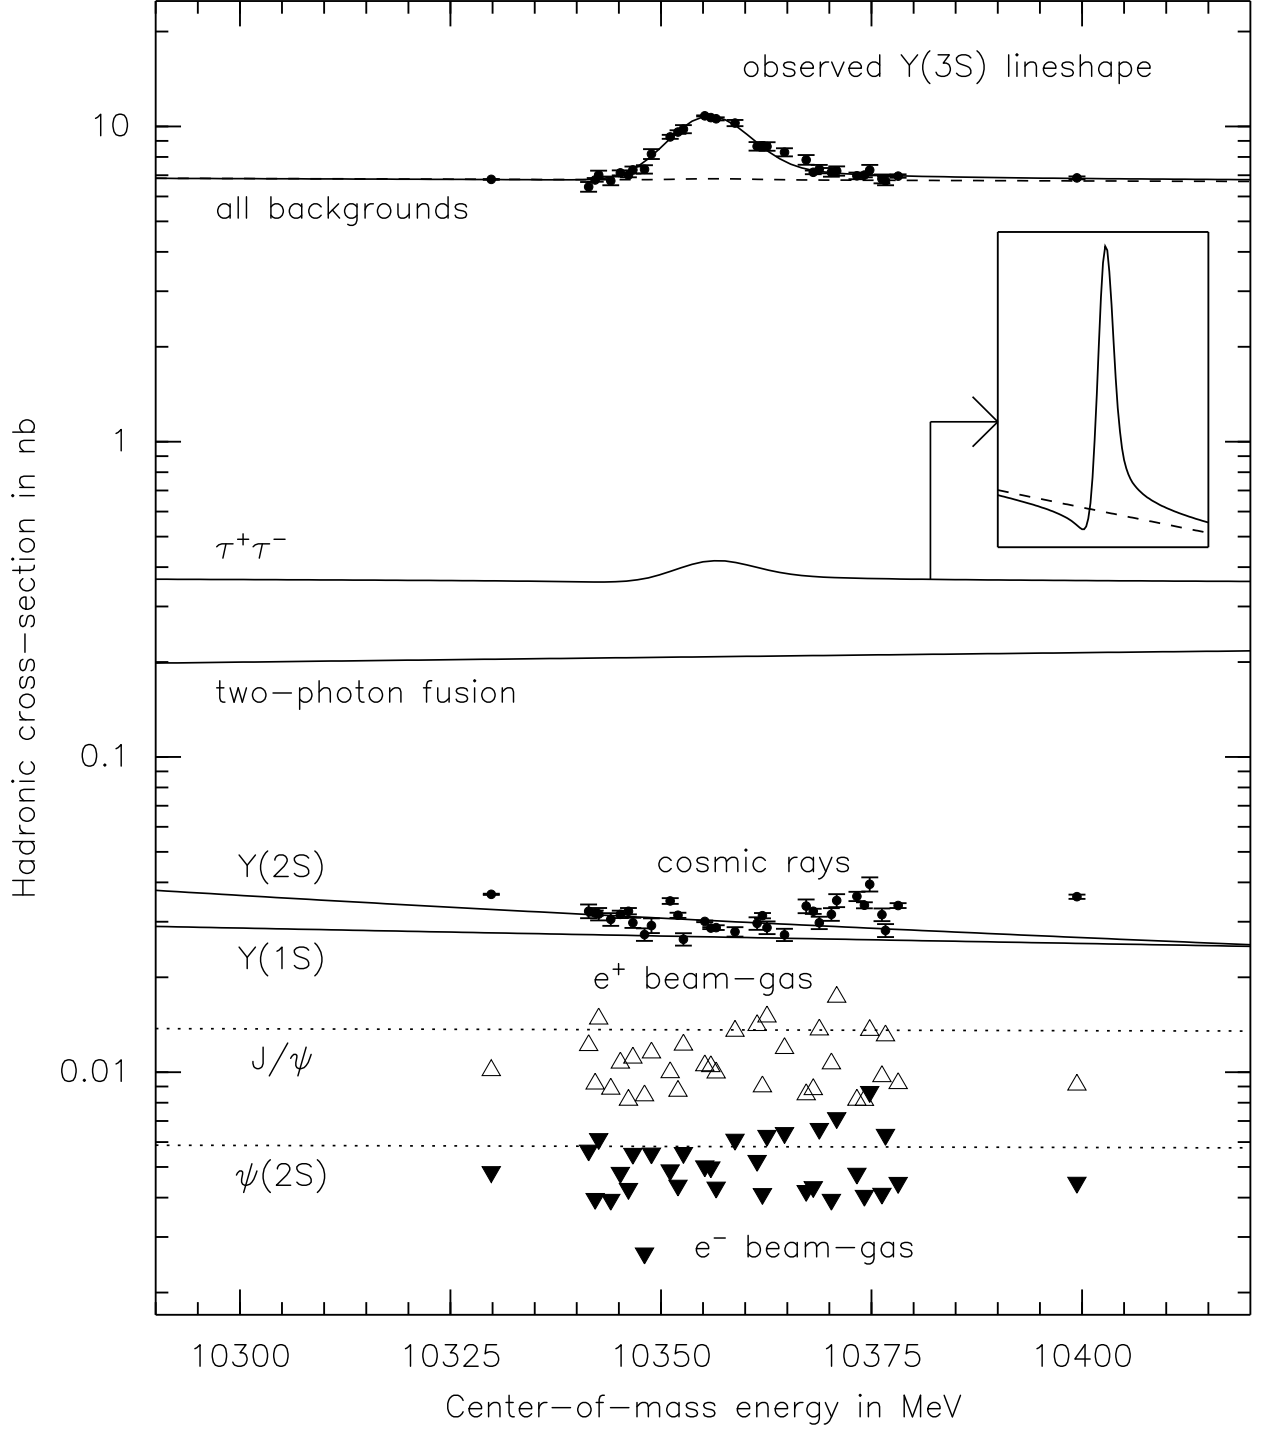 observed Υ(3S) lineshape
10
all backgrounds
1
τ⁺τ⁻
two−photon fusion
0.1
Υ(2S)
cosmic rays
Υ(1S)
e⁺ beam−gas
J/ψ
0.01
ψ(2S)
e⁻ beam−gas
10300 10325 10350 10375 10400
Center−of−mass energy in MeV
Hadronic cross−section in nb